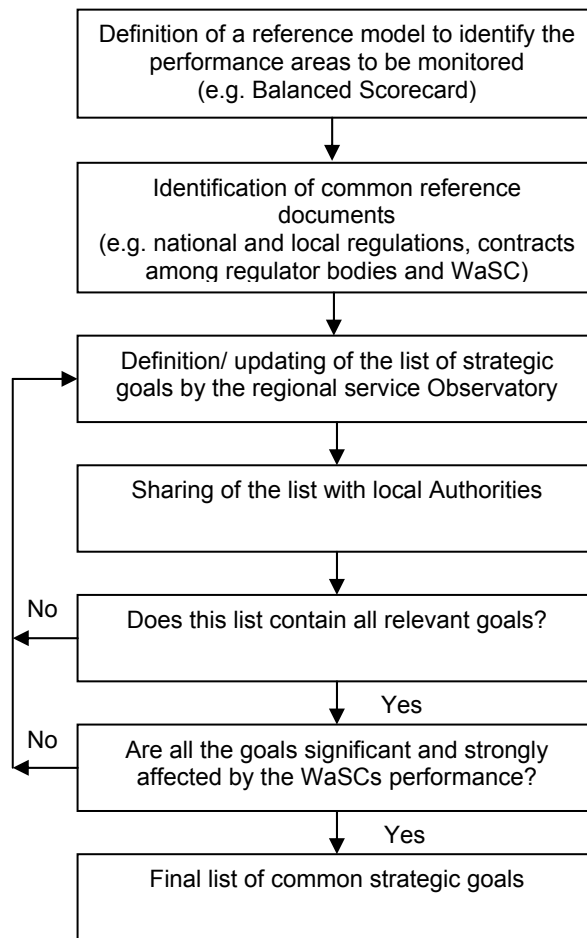 Definition of a reference model to identify the
performance areas to be monitored
(e.g. Balanced Scorecard)
Identification of common reference
documents
(e.g. national and local regulations, contracts
among regulator bodies and WaSC)
Definition/ updating of the list of strategic
goals by the regional service Observatory
Sharing of the list with local Authorities
No
Does this list contain all relevant goals?
Yes
No
Are all the goals significant and strongly
affected by the WaSCs performance?
Yes
Final list of common strategic goals